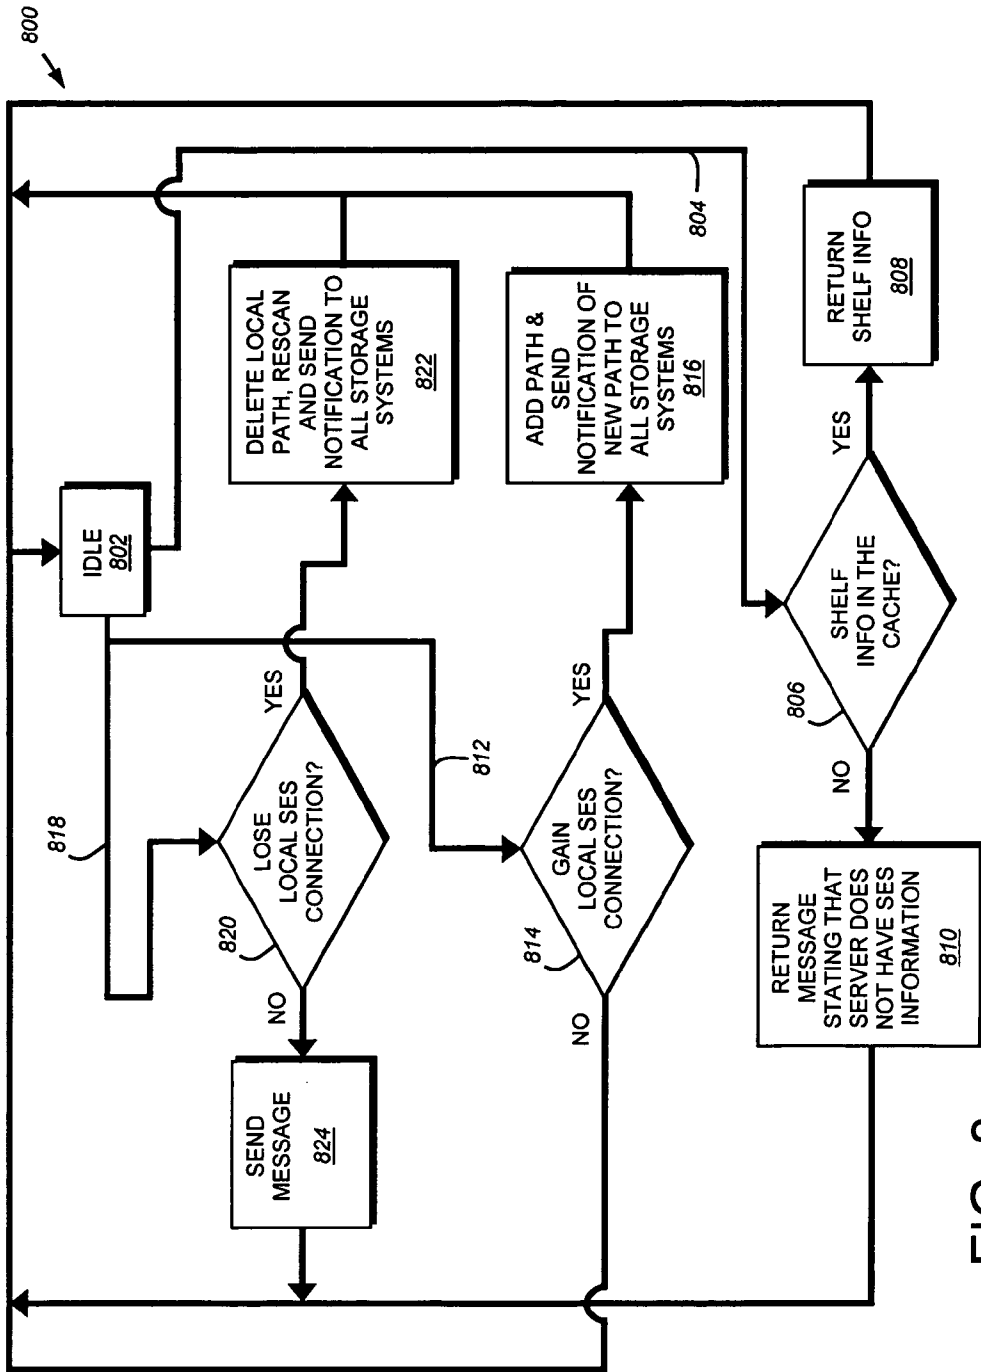 800
IDLE
802
818
LOSE
LOCAL SES
CONNECTION?
820
YES
NO
DELETE LOCAL
PATH, RESCAN
AND SEND
NOTIFICATION TO
ALL STORAGE
SYSTEMS
822
SEND
MESSAGE
824
812
GAIN
LOCAL SES
CONNECTION?
814
YES
NO
ADD PATH &
SEND
NOTIFICATION OF
NEW PATH TO
ALL STORAGE
SYSTEMS
816
804
SHELF
INFO IN THE
CACHE?
806
YES
NO
RETURN
SHELF INFO
808
RETURN
MESSAGE
STATING THAT
SERVER DOES
NOT HAVE SES
INFORMATION
810
FIG.